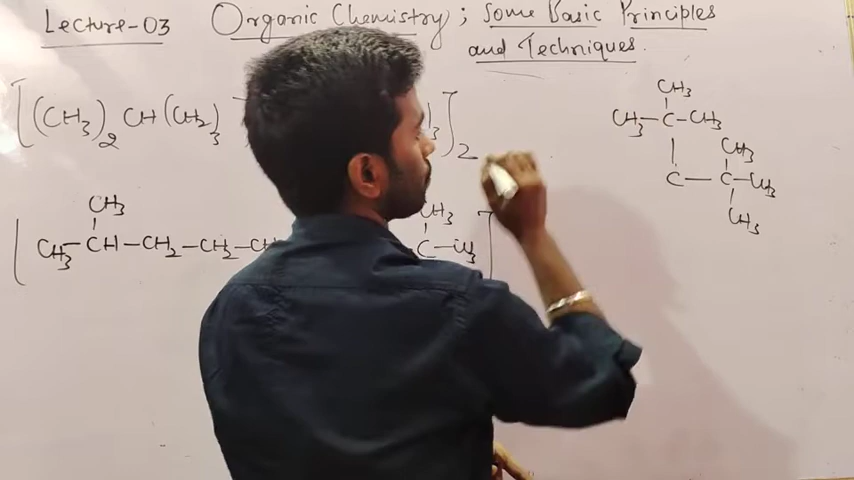 Lecture-03 Organic Chemistry; Some Basic Principles
and Techniques.
[(CH3)2 CH(CH2)3 3]2
CH3
CH3-CH-CH2-CH2-CH
CH3
C-CH3]
CH3
CH3-C-CH3
CH3
C-C-CH3
CH3